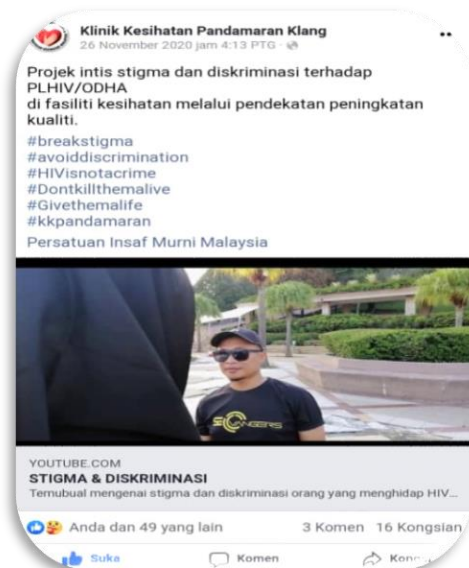 Klinik Kesihatan Pandamaran Klang
26 November 2020 jam 4:13 PTG ·
Projek intis stigma dan diskriminasi terhadap
PLHIV/ODHA
di fasiliti kesihatan melalui pendekatan peningkatan
kualiti.
#breakstigma
#avoiddiscrimination
#HIVisnotacrime
#Dontkillthemalive
#Givethemalife
#kkpandamaran
Persatuan Insaf Murni Malaysia
YOUTUBE.COM
STIGMA & DISKRIMINASI
Temubual mengenai stigma dan diskriminasi orang yang menghidap HIV...
Anda dan 49 yang lain 3 Komen 16 Kongsian
Suka Komen